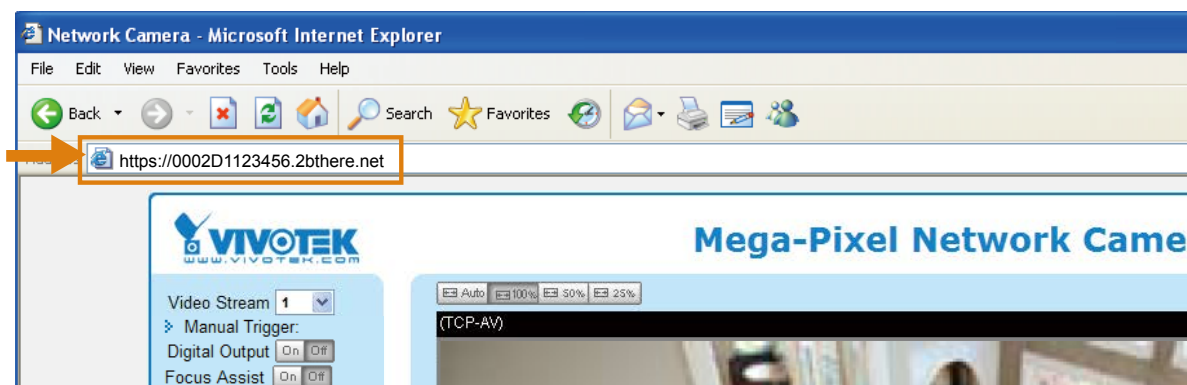 Network Camera - Microsoft Internet Explorer
File Edit View Favorites Tools Help
Back Search Favorites
https://0002D1123456.2bthere.net
VIVOTEK
www.vivotek.com
Mega-Pixel Network Came
Auto 100% 50% 25%
Video Stream 1
(TCP-AV)
Manual Trigger:
Digital Output On Off
Focus Assist On Off